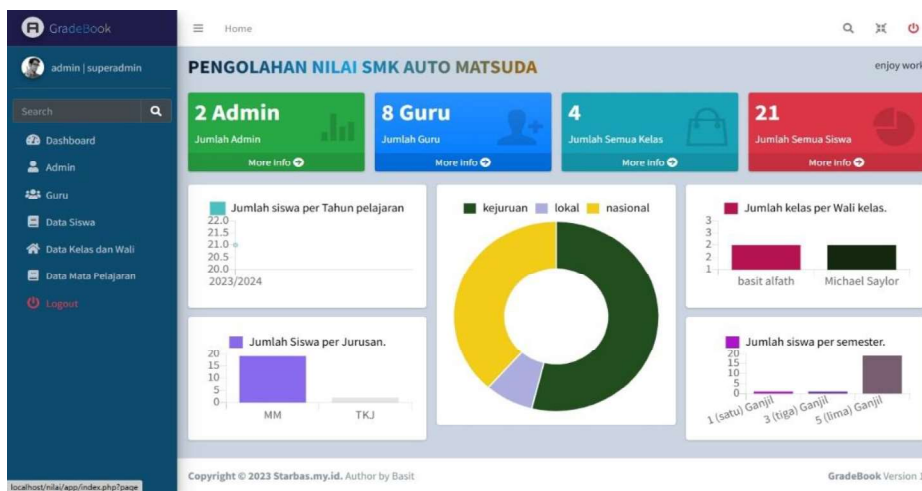 GradeBook
Home
admin | superadmin
Search
Dashboard
Admin
Guru
Data Siswa
Data Kelas dan Wali
Data Mata Pelajaran
Logout
PENGOLAHAN NILAI SMK AUTO MATSUDA
enjoy work
2 Admin
Jumlah Admin
More info
8 Guru
Jumlah Guru
More info
4
Jumlah Semua Kelas
More info
21
Jumlah Semua Siswa
More info
Jumlah siswa per Tahun pelajaran
22.0
21.5
21.0
20.5
20.0
2023/2024
kejuruan lokal nasional
Jumlah kelas per Wali kelas.
3
3
2
2
1
basit alfath Michael Saylor
Jumlah Siswa per Jurusan.
20
15
10
5
0
MM TKJ
Jumlah siswa per semester.
20
15
10
5
0
1 (satu) Ganjil 3 (tiga) Ganjil 5 (lima) Ganjil
Copyright © 2023 Starbas.my.id. Author by Basit
GradeBook Version 1
localhost/nilai/app/index.php?page